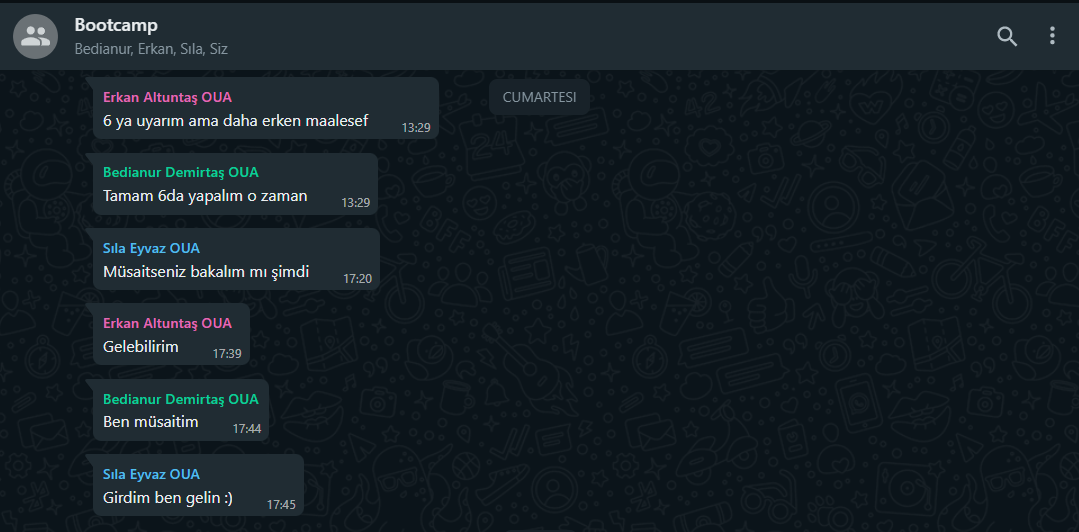 Bootcamp
Bedianur, Erkan, Sıla, Siz
CUMARTESI
Erkan Altuntaş OUA
6 ya uyarım ama daha erken maalesef
13:29
Bedianur Demirtaş OUA
Tamam 6da yapalım o zaman
13:29
Sıla Eyvaz OUA
Müsaitseniz bakalım mı şimdi
17:20
Erkan Altuntaş OUA
Gelebilirim
17:39
Bedianur Demirtaş OUA
Ben müsaitim
17:44
Sıla Eyvaz OUA
Girdim ben gelin :)
17:45